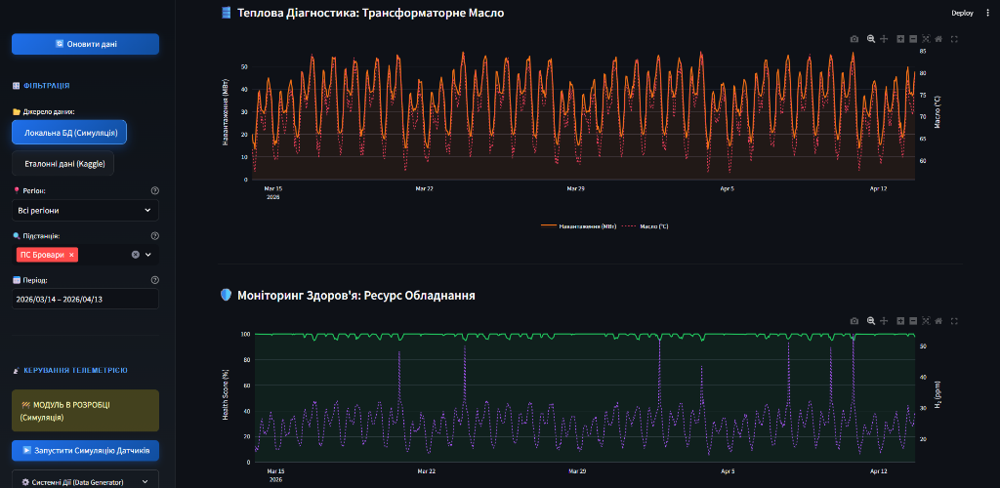 Оновити дані
ФІЛЬТРАЦІЯ
Джерело даних:
Локальна БД (Симуляція)
Еталонні дані (Kaggle)
Регіон:
Всі регіони
Підстанція:
ПС Бровари ×
Період:
2026/03/14 – 2026/04/13
КЕРУВАННЯ ТЕЛЕМЕТРІЄЮ
МОДУЛЬ В РОЗРОБЦІ
(Симуляція)
Запустити Симуляцію Датчиків
Системні Дії (Data Generator)
Deploy
Теплова Діагностика: Трансформаторне Масло
Навантаження (МВт)
50
40
30
20
10
0
85
80
75
70
65
60
Масло (°C)
Mar 15
2026
Mar 22
Mar 29
Apr 5
Apr 12
Навантаження (МВт) Масло (°C)
Моніторинг Здоров'я: Ресурс Обладнання
Health Score (%)
100
80
60
40
20
0
50
40
30
20
H₂ (ppm)
Mar 15
2026
Mar 22
Mar 29
Apr 5
Apr 12